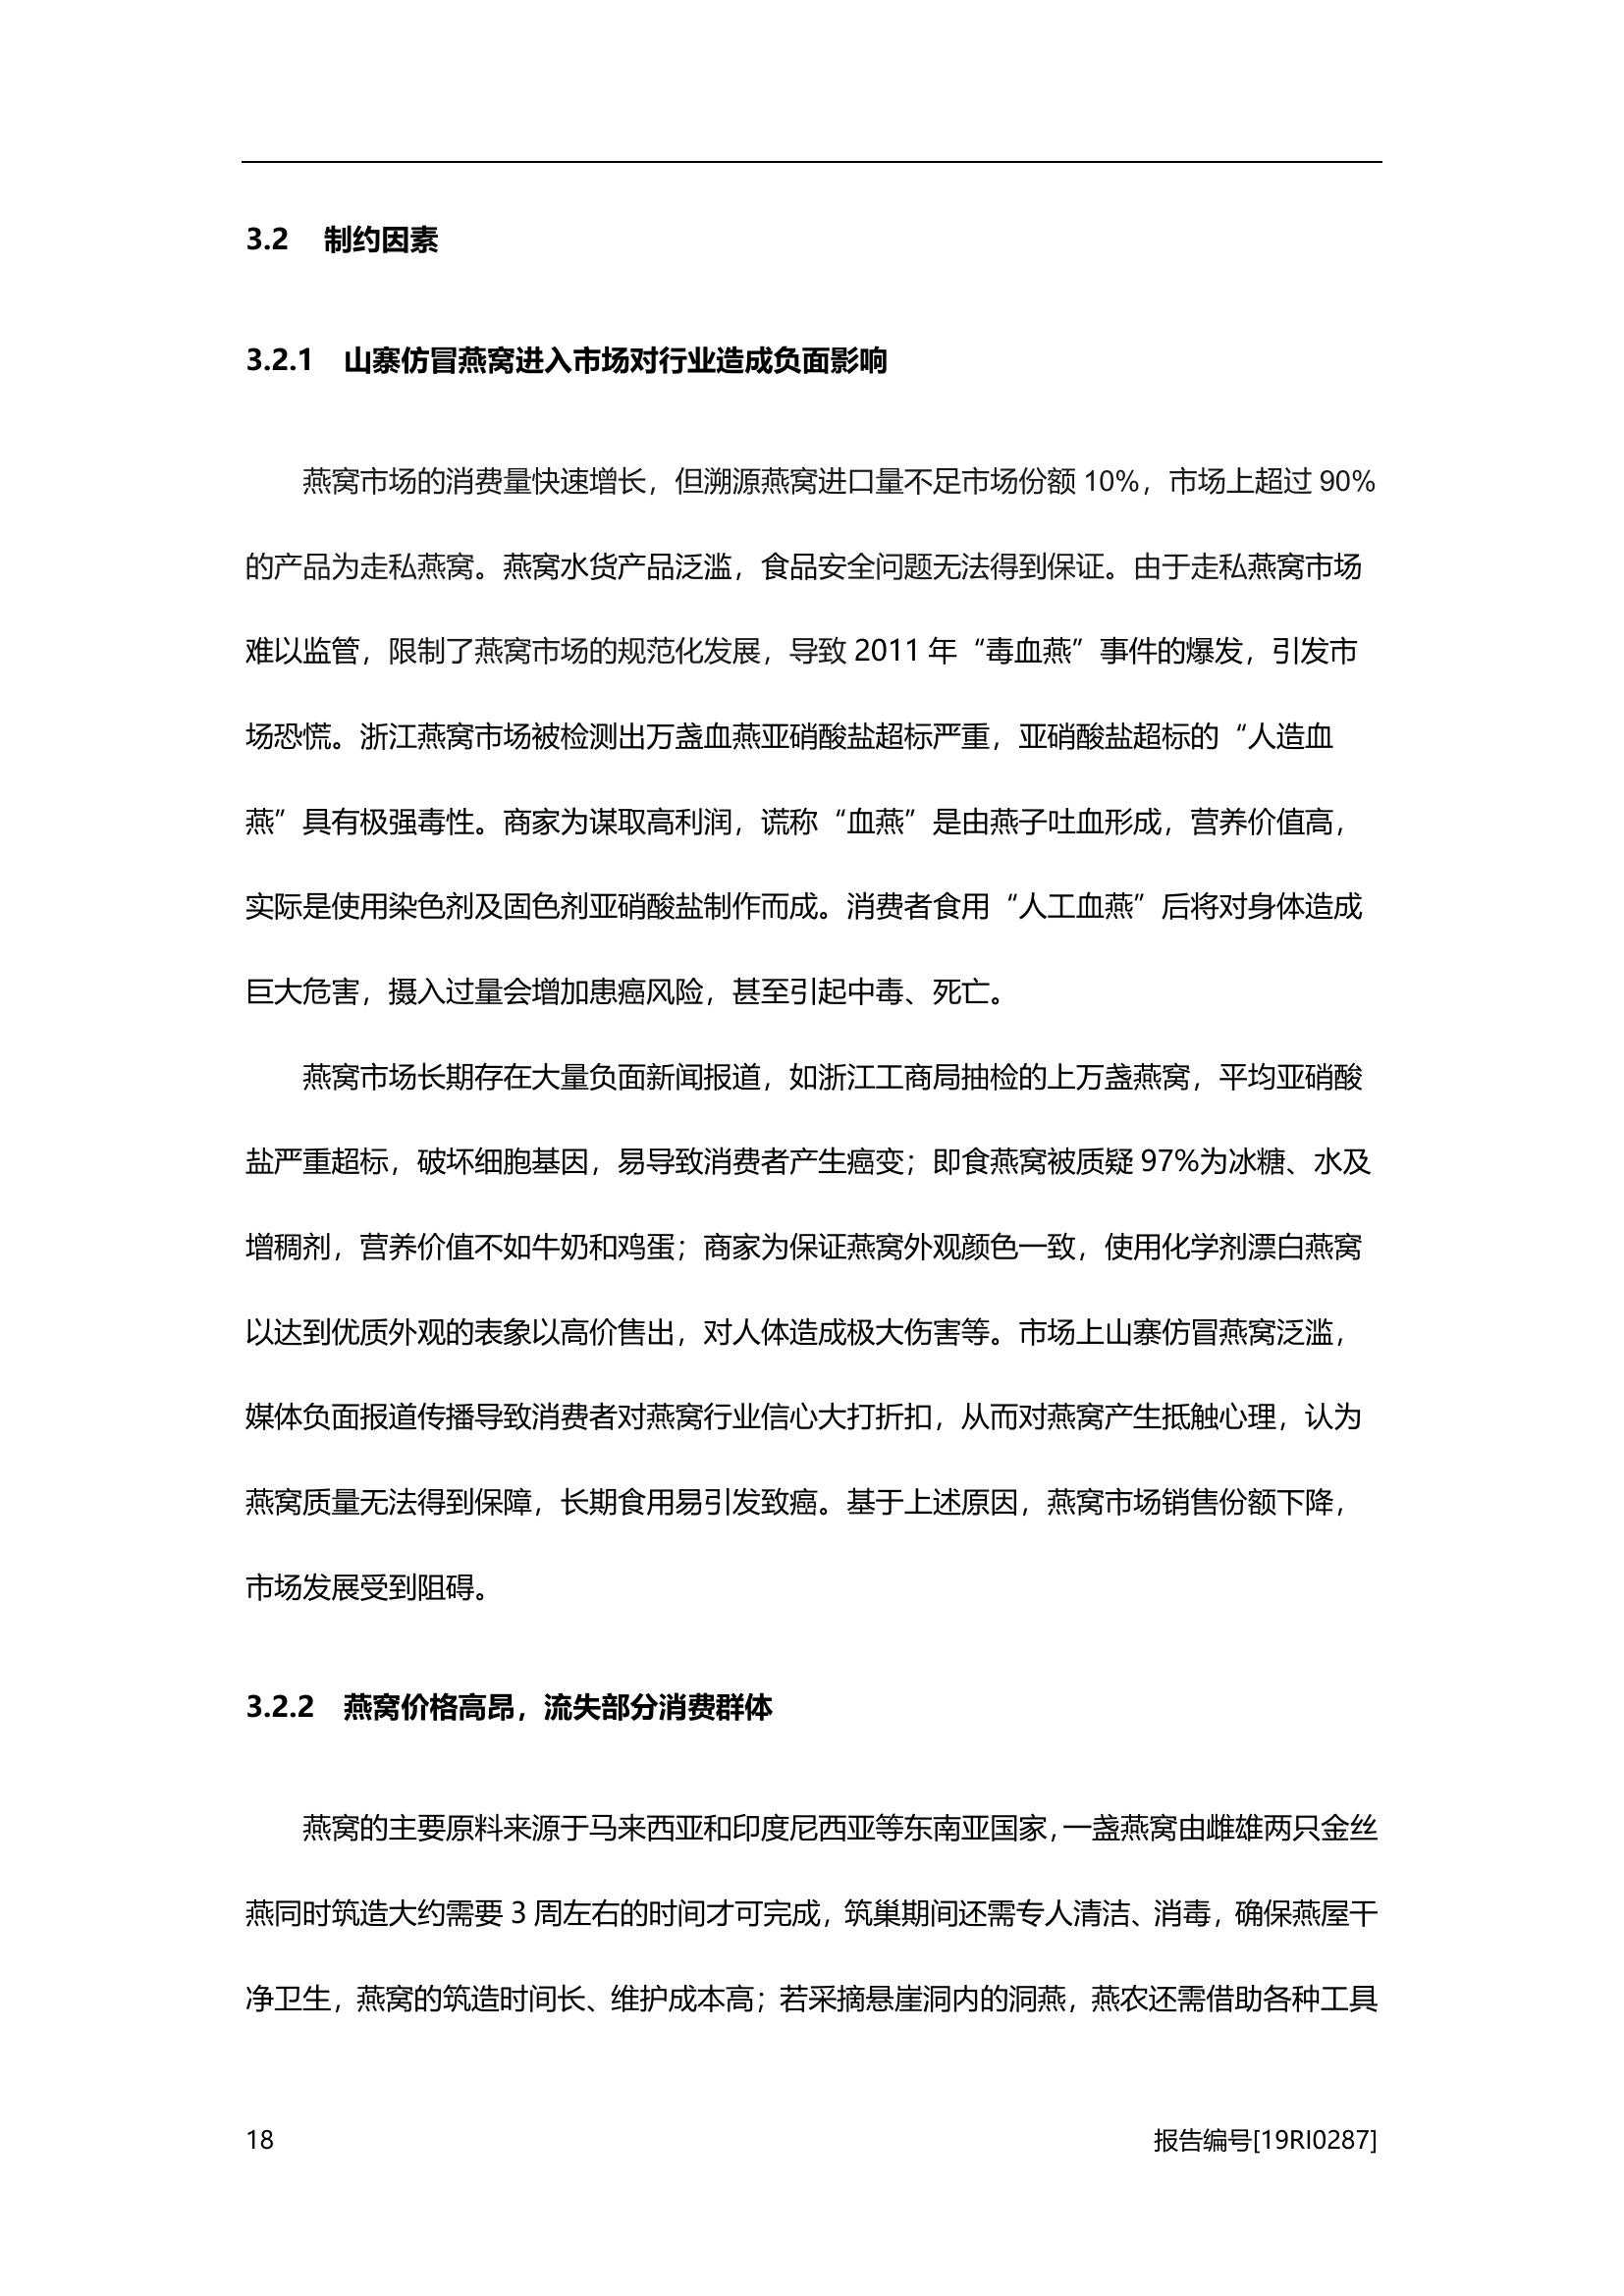 3.2 制约因素
3.2.1 山寨仿冒燕窝进入市场对行业造成负面影响
燕窝市场的消费量快速增长，但溯源燕窝进口量不足市场份额 10%，市场上超过 90%
的产品为走私燕窝。燕窝水货产品泛滥，食品安全问题无法得到保证。由于走私燕窝市场
难以监管，限制了燕窝市场的规范化发展，导致 2011 年“毒血燕”事件的爆发，引发市
场恐慌。浙江燕窝市场被检测出万盏血燕亚硝酸盐超标严重，亚硝酸盐超标的“人造血
燕”具有极强毒性。商家为谋取高利润，谎称“血燕”是由燕子吐血形成，营养价值高，
实际是使用染色剂及固色剂亚硝酸盐制作而成。消费者食用“人工血燕”后将对身体造成
巨大危害，摄入过量会增加患癌风险，甚至引起中毒、死亡。
燕窝市场长期存在大量负面新闻报道，如浙江工商局抽检的上万盏燕窝，平均亚硝酸
盐严重超标，破坏细胞基因，易导致消费者产生癌变；即食燕窝被质疑 97%为冰糖、水及
增稠剂，营养价值不如牛奶和鸡蛋；商家为保证燕窝外观颜色一致，使用化学剂漂白燕窝
以达到优质外观的表象以高价售出，对人体造成极大伤害等。市场上山寨仿冒燕窝泛滥，
媒体负面报道传播导致消费者对燕窝行业信心大打折扣，从而对燕窝产生抵触心理，认为
燕窝质量无法得到保障，长期食用易引发致癌。基于上述原因，燕窝市场销售份额下降，
市场发展受到阻碍。
3.2.2 燕窝价格高昂，流失部分消费群体
燕窝的主要原料来源于马来西亚和印度尼西亚等东南亚国家，一盏燕窝由雌雄两只金丝
燕同时筑造大约需要 3 周左右的时间才可完成，筑巢期间还需专人清洁、消毒，确保燕屋干
净卫生，燕窝的筑造时间长、维护成本高；若采摘悬崖洞内的洞燕，燕农还需借助各种工具
18 报告编号[19RI0287]